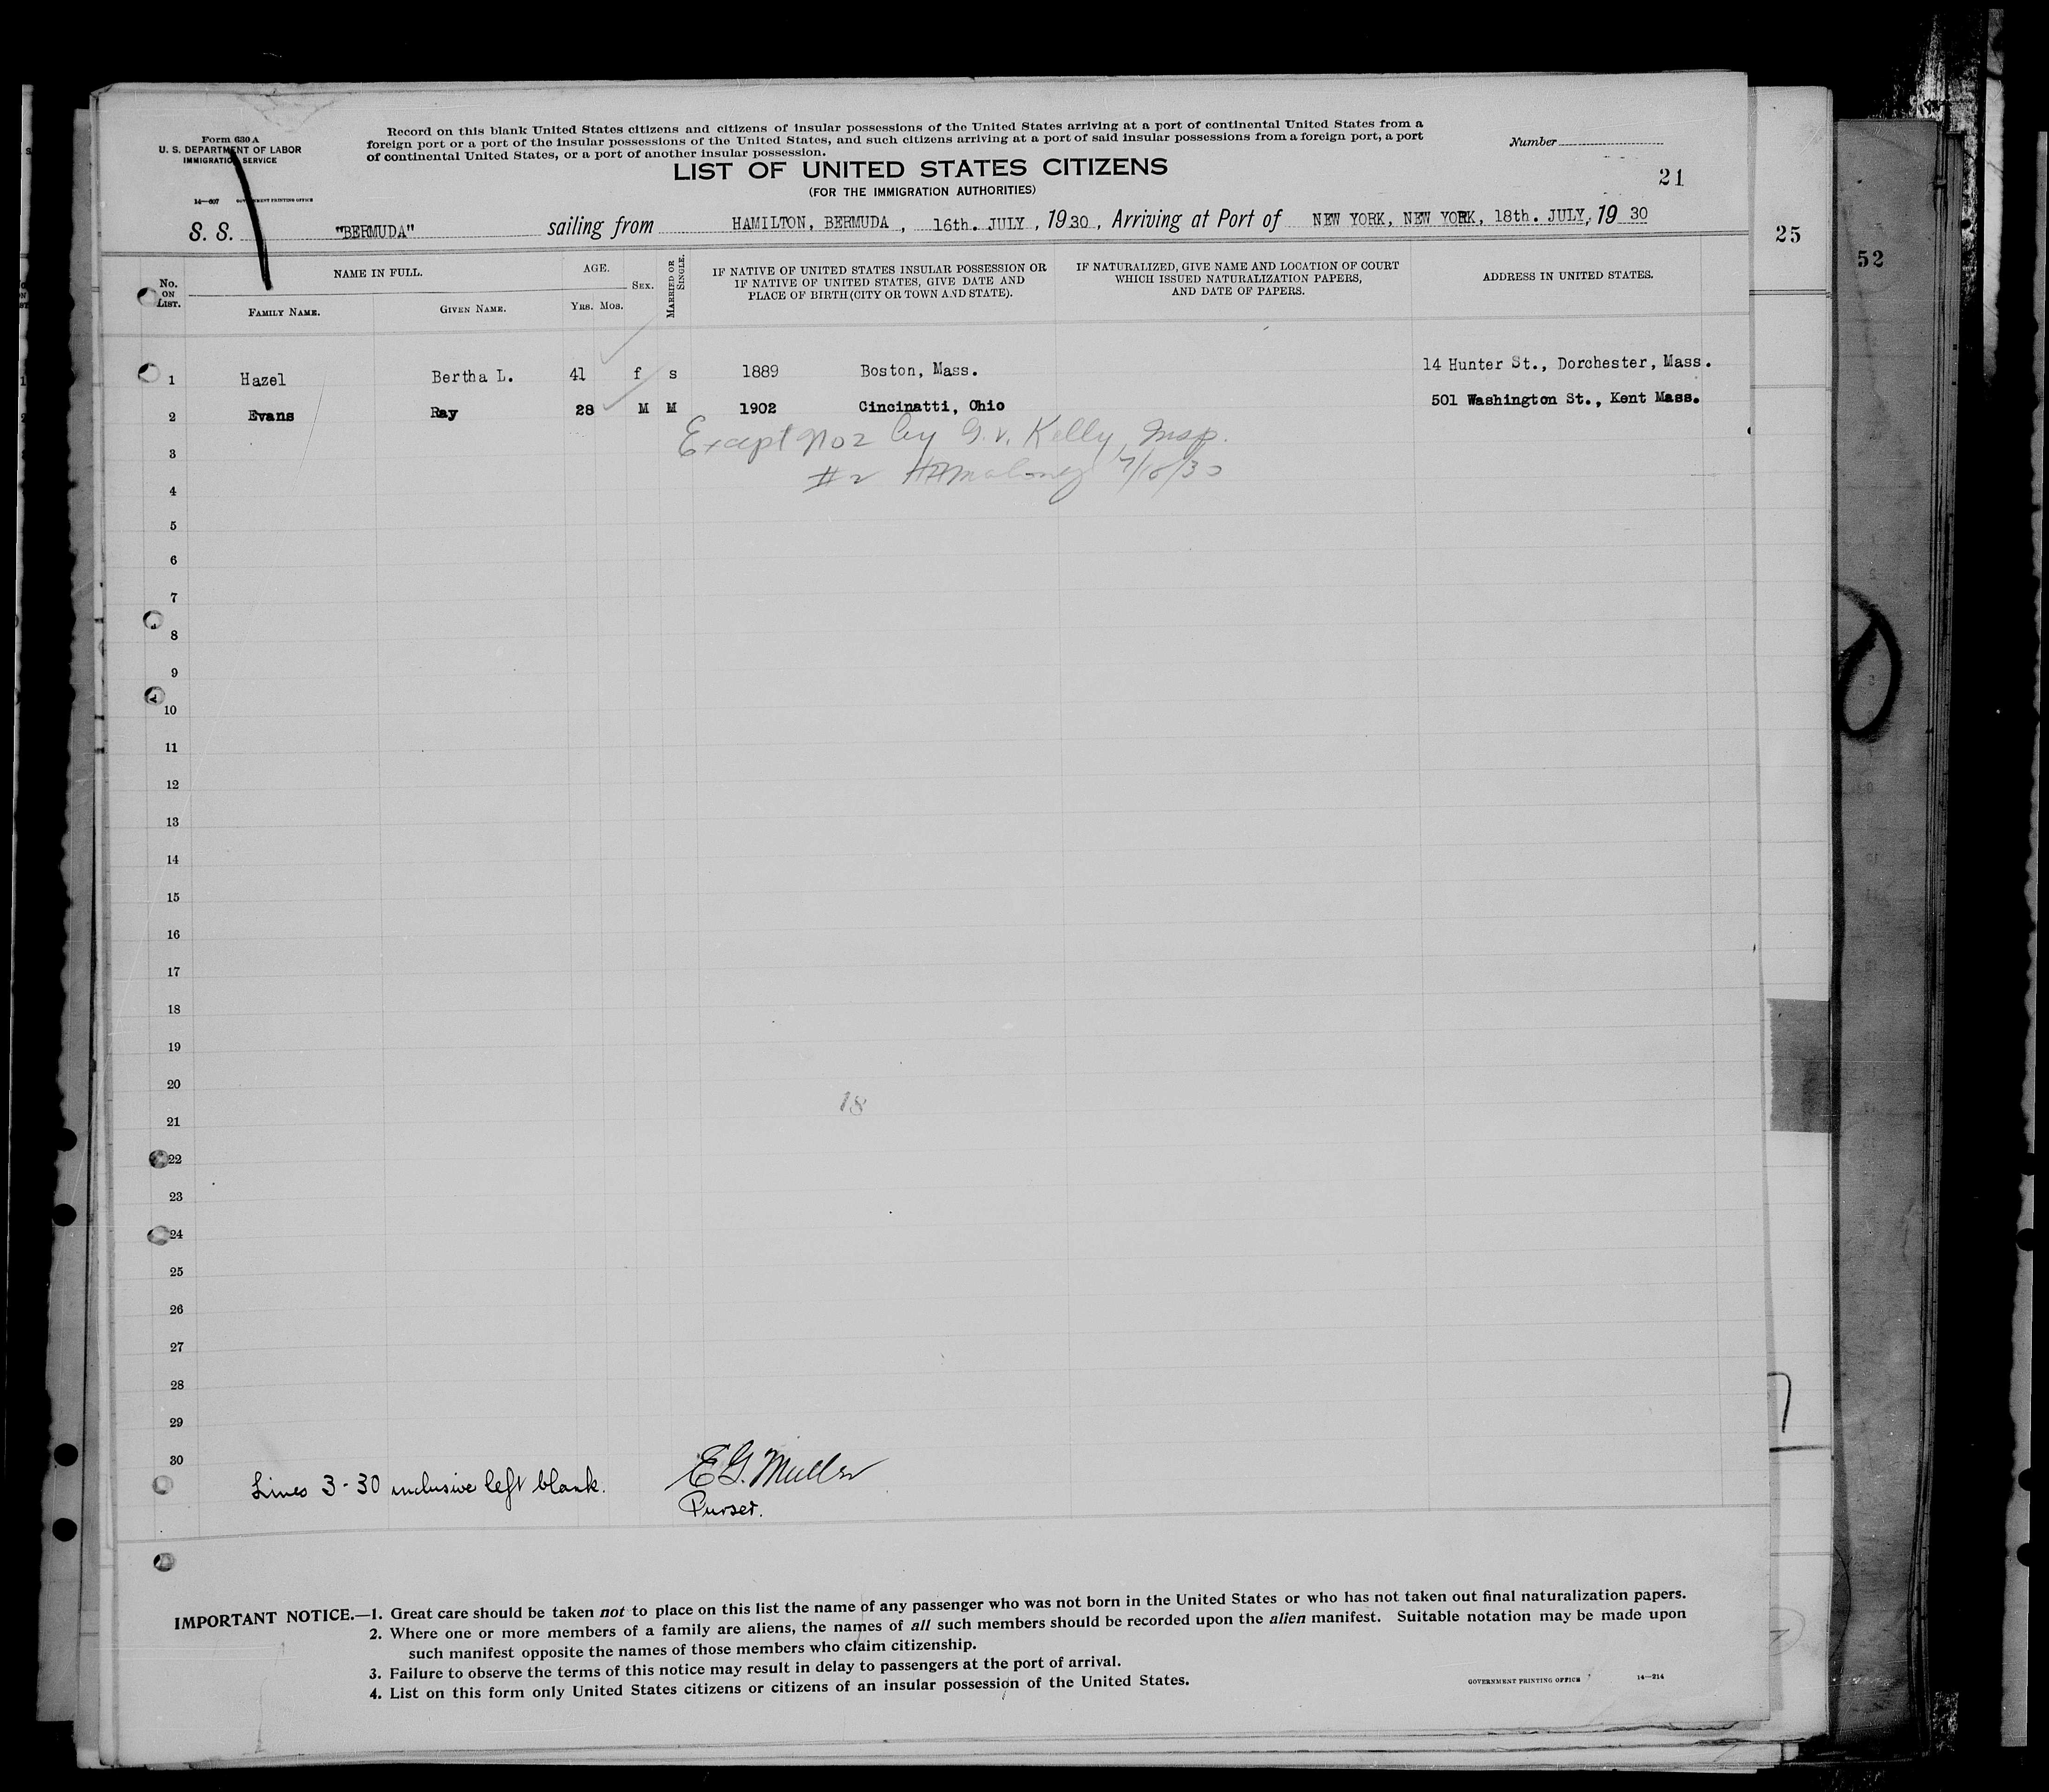 Form 630 A
U. S. DEPARTMENT OF LABOR
IMMIGRATION SERVICE
14—607 GOVERNMENT PRINTING OFFICE
Record on this blank United States citizens and citizens of insular possessions of the United States arriving at a port of continental United States from a
foreign port or a port of the insular possessions of the United States, and such citizens arriving at a port of said insular possessions from a foreign port, a port
of continental United States, or a port of another insular possession.
Number
LIST OF UNITED STATES CITIZENS
(FOR THE IMMIGRATION AUTHORITIES)
21
S. S. "BERMUDA" sailing from HAMILTON, BERMUDA, 16th. JULY, 1930, Arriving at Port of NEW YORK, NEW YORK, 18th. JULY, 1930
25
52
No. ON LIST.
NAME IN FULL.
FAMILY NAME.
GIVEN NAME.
AGE.
YRS. MOS.
SEX.
MARRIED OR SINGLE.
IF NATIVE OF UNITED STATES INSULAR POSSESSION OR
IF NATIVE OF UNITED STATES, GIVE DATE AND
PLACE OF BIRTH (CITY OR TOWN AND STATE).
IF NATURALIZED, GIVE NAME AND LOCATION OF COURT
WHICH ISSUED NATURALIZATION PAPERS,
AND DATE OF PAPERS.
ADDRESS IN UNITED STATES.
1 Hazel Bertha L. 41 f s 1889 Boston, Mass. 14 Hunter St., Dorchester, Mass.
2 Evans Ray 28 M M 1902 Cincinatti, Ohio 501 Washington St., Kent Mass.
Except No 2 by G. V. Kelly, Insp.
3
#2 Maloney 7/18/30
4
5
6
7
8
9
10
11
12
13
14
15
16
17
18
19
20
18
21
22
23
24
25
26
27
28
29
30
Lines 3-30 inclusive left blank. E G. Muller
Purser.
IMPORTANT NOTICE.—1. Great care should be taken not to place on this list the name of any passenger who was not born in the United States or who has not taken out final naturalization papers.
2. Where one or more members of a family are aliens, the names of all such members should be recorded upon the alien manifest. Suitable notation may be made upon
such manifest opposite the names of those members who claim citizenship.
3. Failure to observe the terms of this notice may result in delay to passengers at the port of arrival.
4. List on this form only United States citizens or citizens of an insular possession of the United States.
GOVERNMENT PRINTING OFFICE 14—214